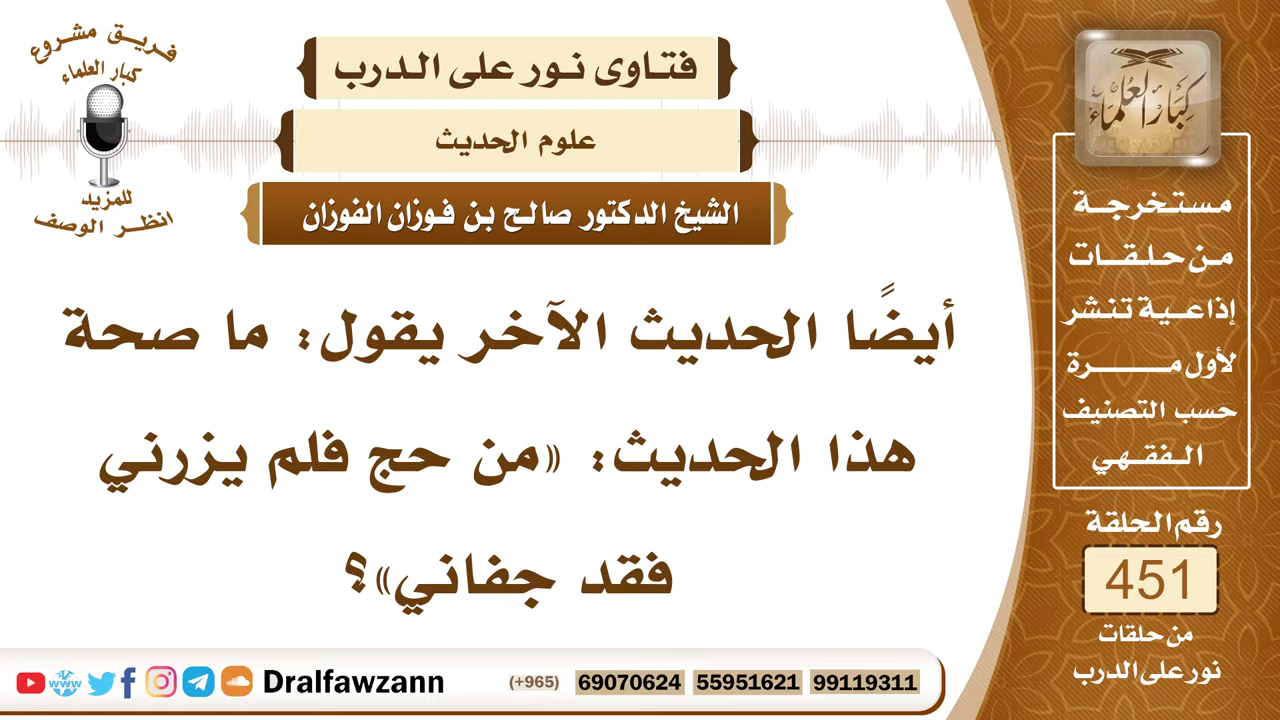 فريق مشروع
كبار العلماء
للمزيد
انظر الوصف
فتاوى نور على الدرب
علوم الحديث
الشيخ الدكتور صالح بن فوزان الفوزان
أيضًا الحديث الآخر يقول: ما صحة
هذا الحديث: «من حج فلم يزرني
فقد جفاني»؟
كبار العلماء
مستخرجة
من حلقات
إذاعية تنشر
لأول مرة
حسب التصنيف
الفقهي
رقم الحلقة
451
من حلقات
نور على الدرب
www Dralfawzann (+965) 69070624 55951621 99119311